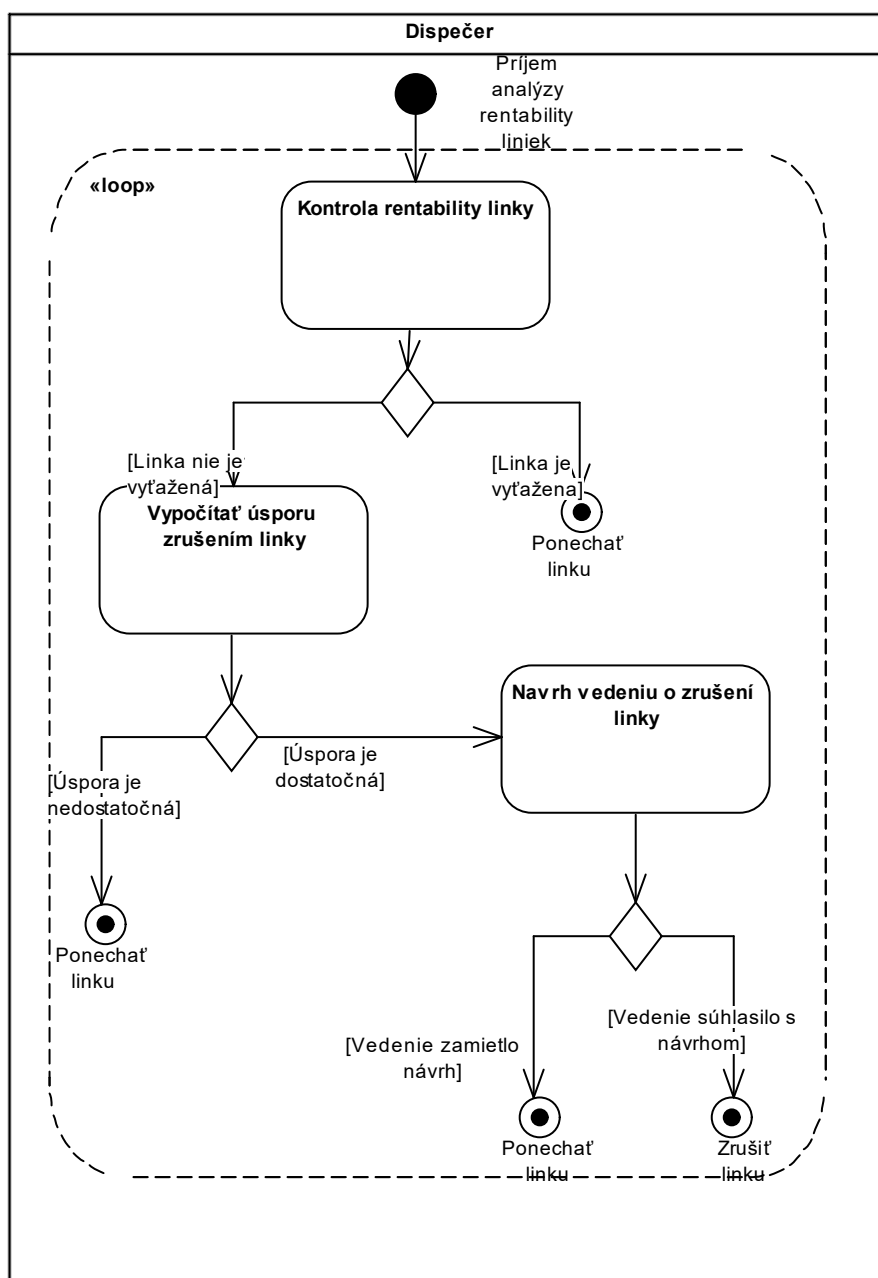 Dispečer
Príjem
analýzy
rentability
liniek
«loop»
Kontrola rentability linky
[Linka nie je
vyťažená]
[Linka je
vyťažena]
Vypočítať úsporu
zrušením linky
Ponechať
linku
Navrh vedeniu o zrušení
linky
[Úspora je
dostatočná]
[Úspora je
nedostatočná]
Ponechať
linku
[Vedenie súhlasilo s
návrhom]
[Vedenie zamietlo
návrh]
Ponechať
linku
Zrušiť
linku